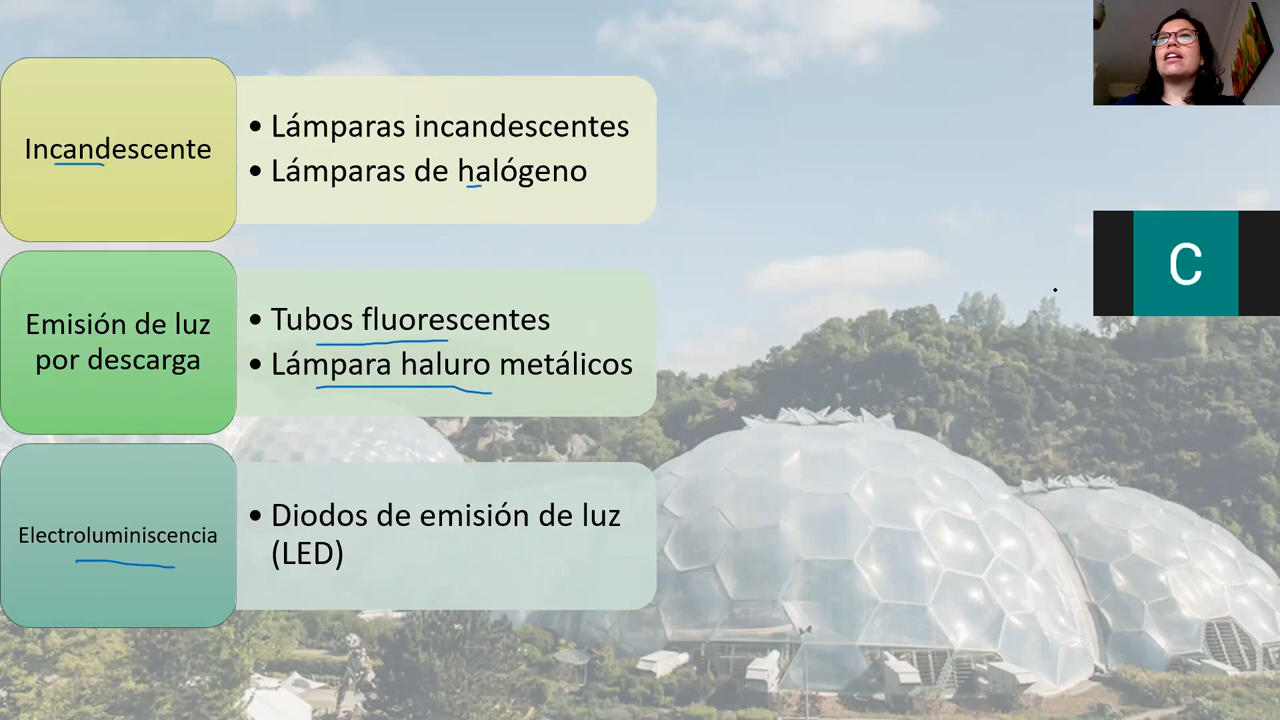 Incandescente
• Lámparas incandescentes
• Lámparas de halógeno
Emisión de luz
por descarga
• Tubos fluorescentes
• Lámpara haluro metálicos
Electroluminiscencia
• Diodos de emisión de luz
(LED)
C